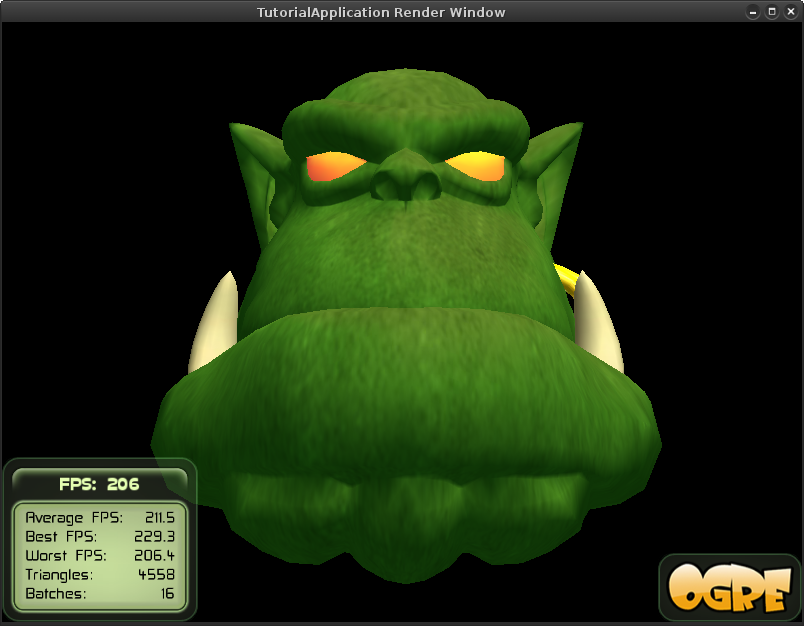 TutorialApplication Render Window
FPS: 206
Average FPS: 211.5
Best FPS: 229.3
Worst FPS: 206.4
Triangles: 4558
Batches: 16
OGRE